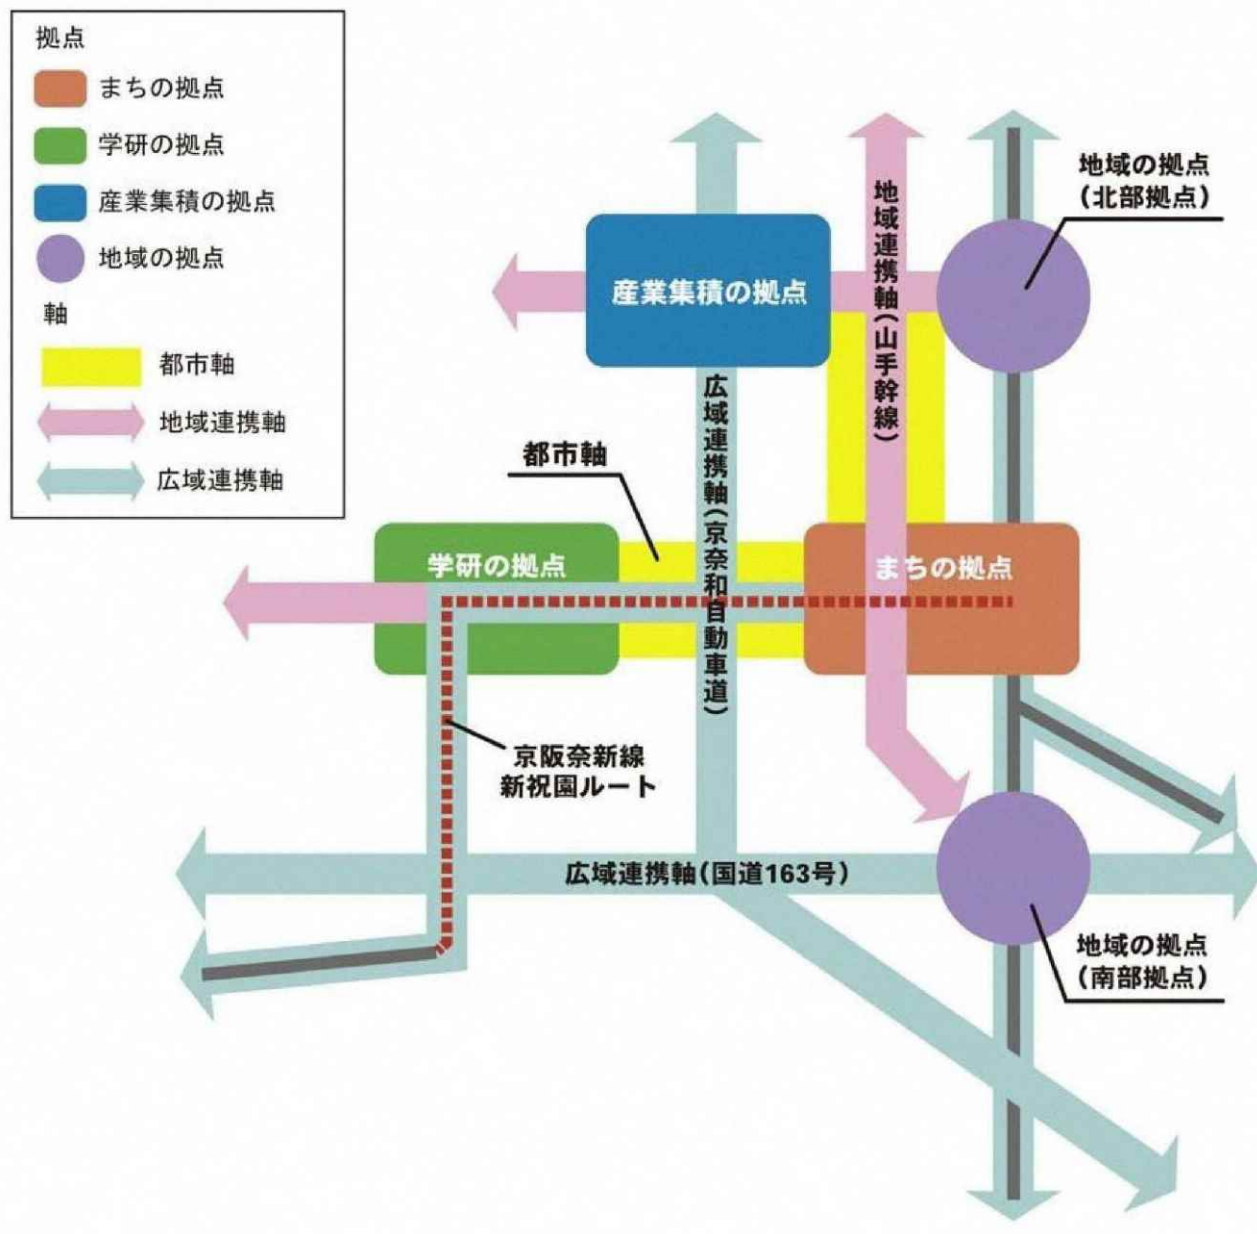 拠点
まちの拠点
学研の拠点
産業集積の拠点
地域の拠点
軸
都市軸
地域連携軸
広域連携軸
地域の拠点
（北部拠点）
地域連携軸（山手幹線）
産業集積の拠点
広域連携軸（京奈和自動車道）
都市軸
学研の拠点
まちの拠点
京阪奈新線
新祝園ルート
広域連携軸（国道163号）
地域の拠点
（南部拠点）